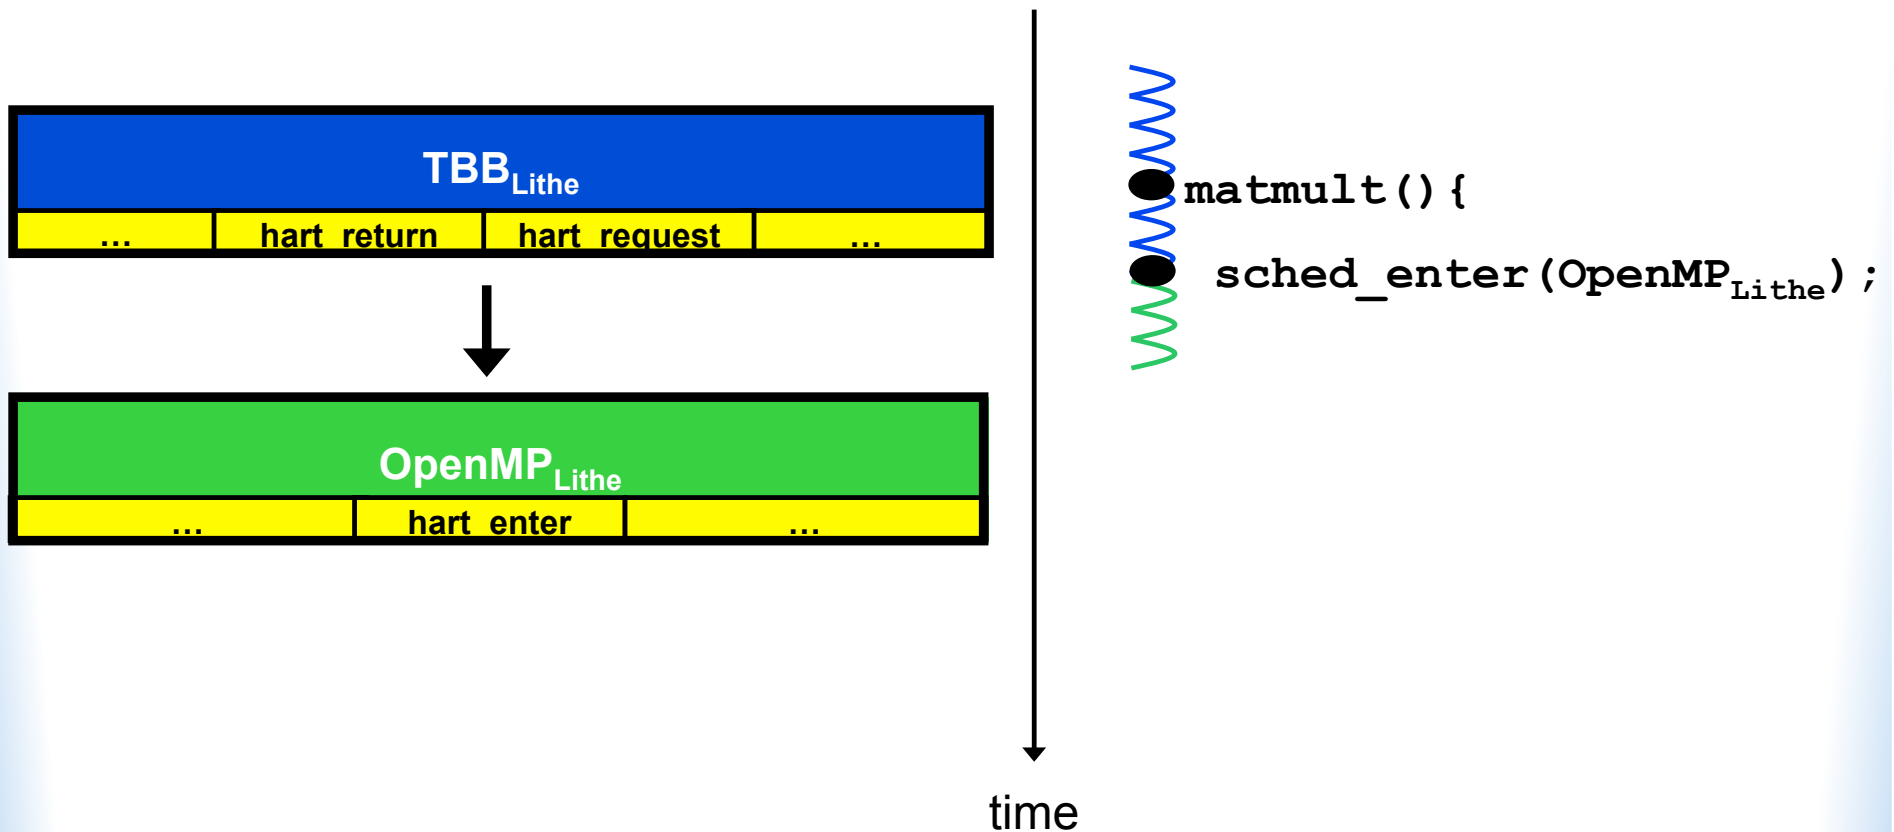 TBBLithe
... hart_return hart_request ...
OpenMPLithe
... hart_enter ...
matmult(){
sched_enter(OpenMPLithe);
time